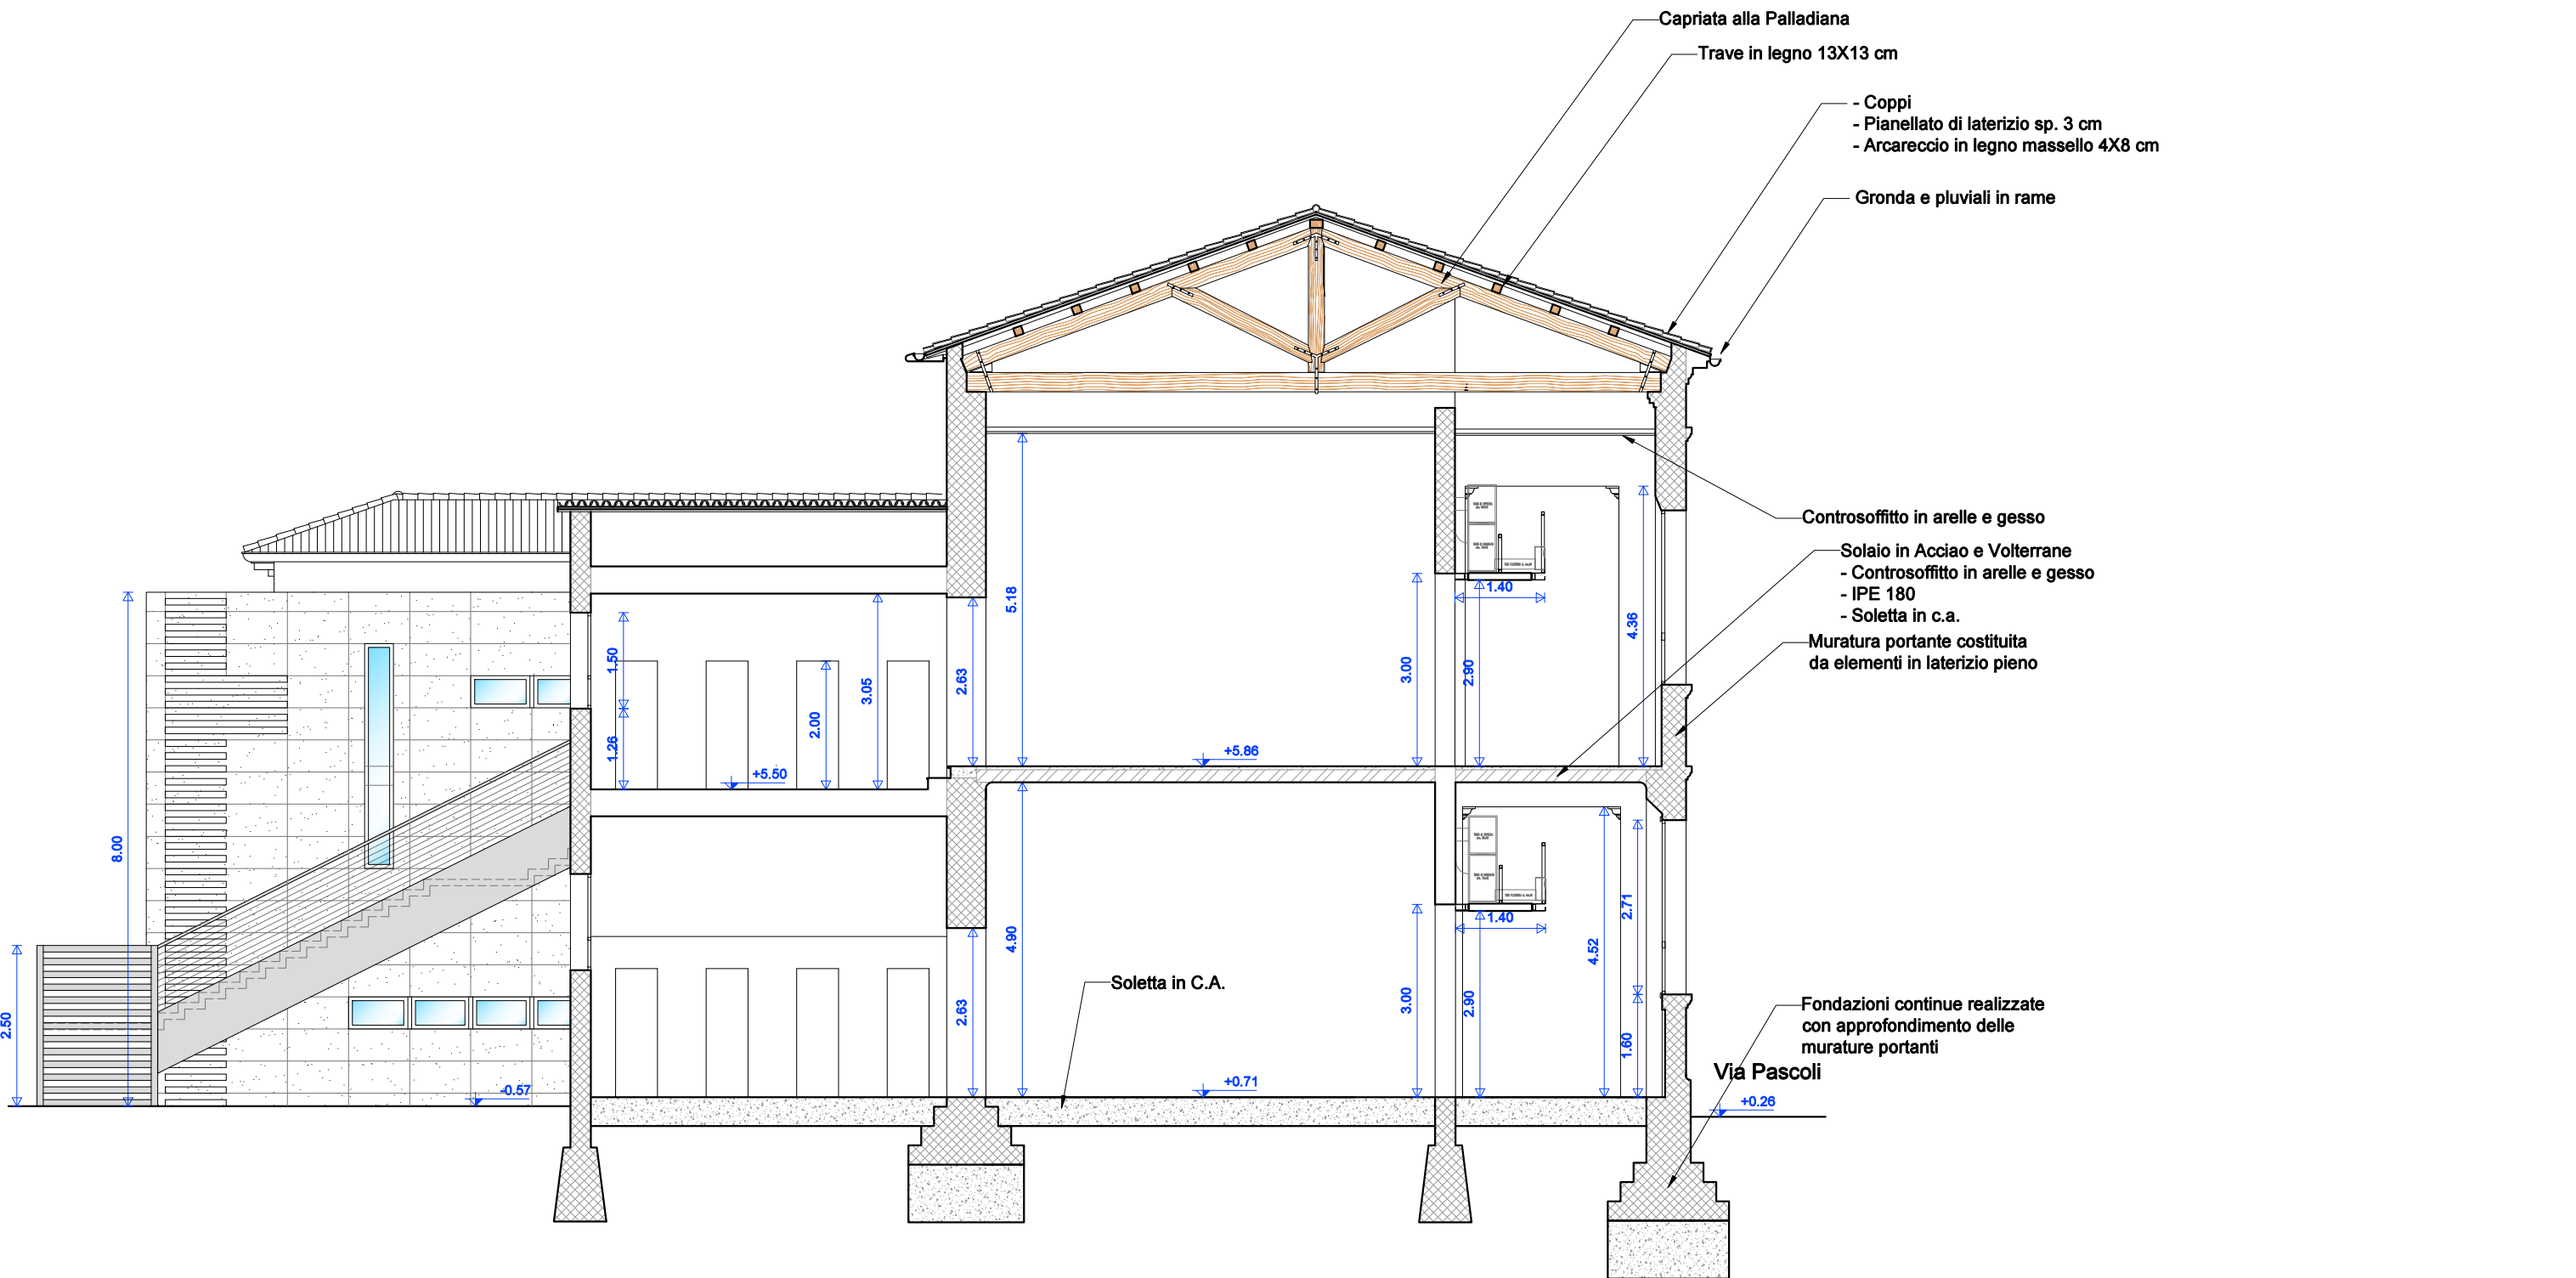 Capriata alla Palladiana
Trave in legno 13X13 cm
- Coppi
- Pianellato di laterizio sp. 3 cm
- Arcareccio in legno massello 4X8 cm
Gronda e pluviali in rame
Controsoffitto in arelle e gesso
Solaio in Acciao e Volterrane
- Controsoffitto in arelle e gesso
- IPE 180
- Soletta in c.a.
Muratura portante costituita
da elementi in laterizio pieno
5.18
4.36
1.40
3.00
2.90
8.00
1.50
1.26
2.00
3.05
2.63
+5.50
+5.86
4.90
1.40
2.71
4.52
3.00
2.90
1.60
2.63
2.50
Soletta in C.A.
Fondazioni continue realizzate
con approfondimento delle
murature portanti
Via Pascoli
-0.57
+0.71
+0.26